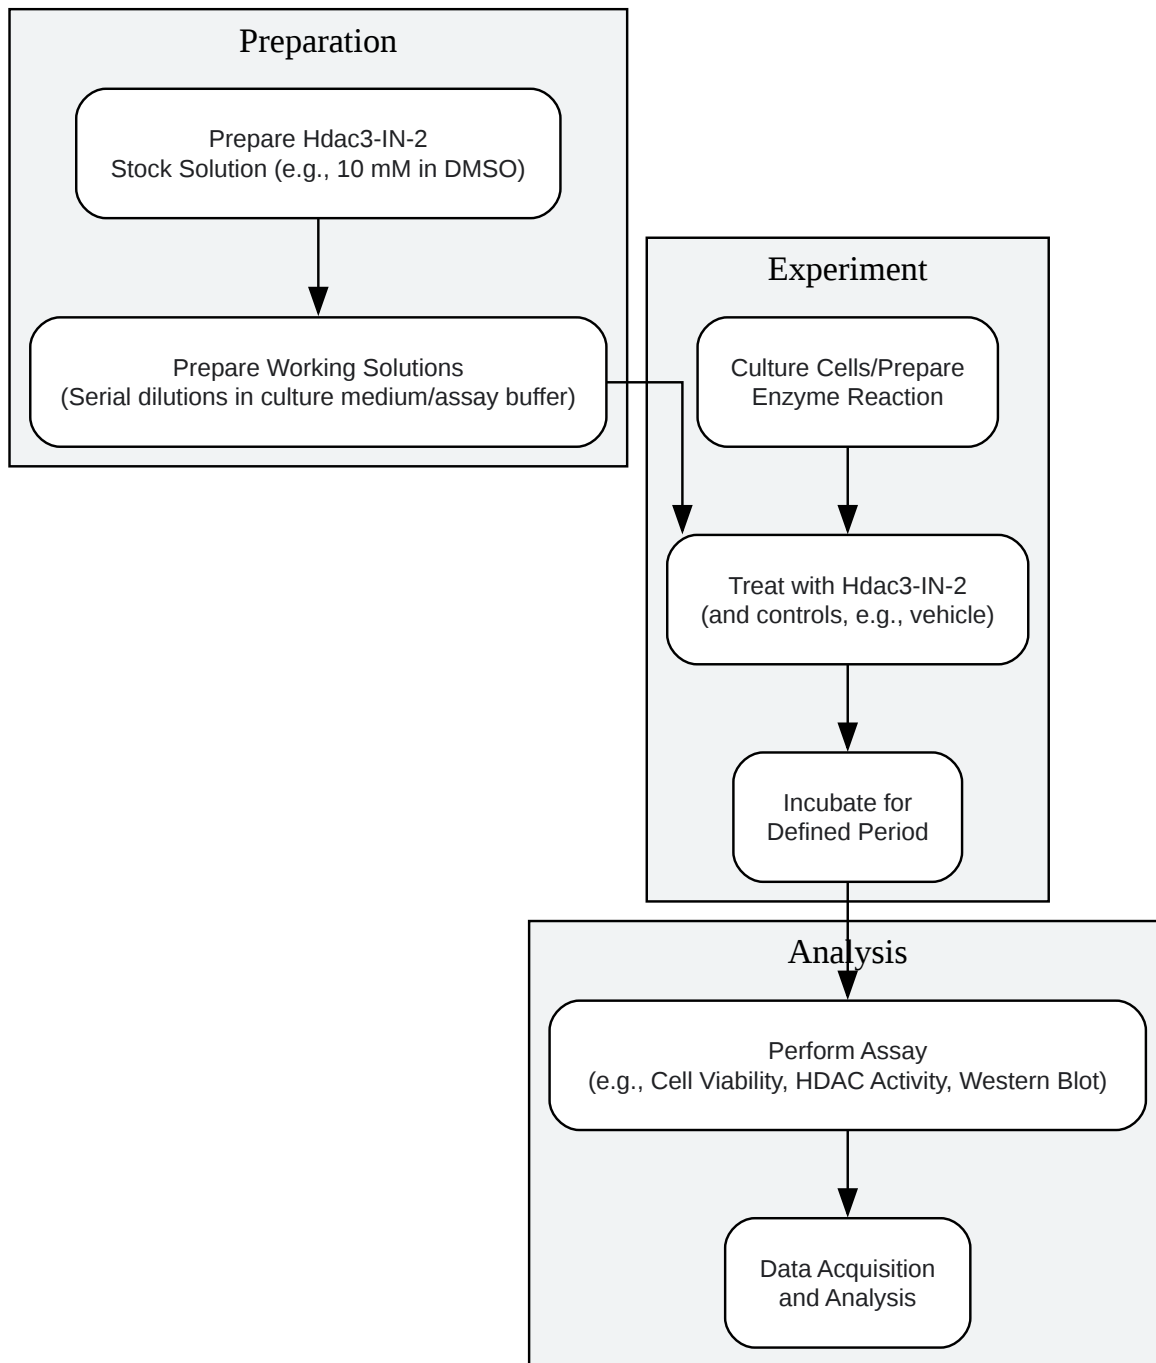 Preparation
Prepare Hdac3-IN-2
Stock Solution (e.g., 10 mM in DMSO)
Prepare Working Solutions
(Serial dilutions in culture medium/assay buffer)
Experiment
Culture Cells/Prepare
Enzyme Reaction
Treat with Hdac3-IN-2
(and controls, e.g., vehicle)
Incubate for
Defined Period
Analysis
Perform Assay
(e.g., Cell Viability, HDAC Activity, Western Blot)
Data Acquisition
and Analysis